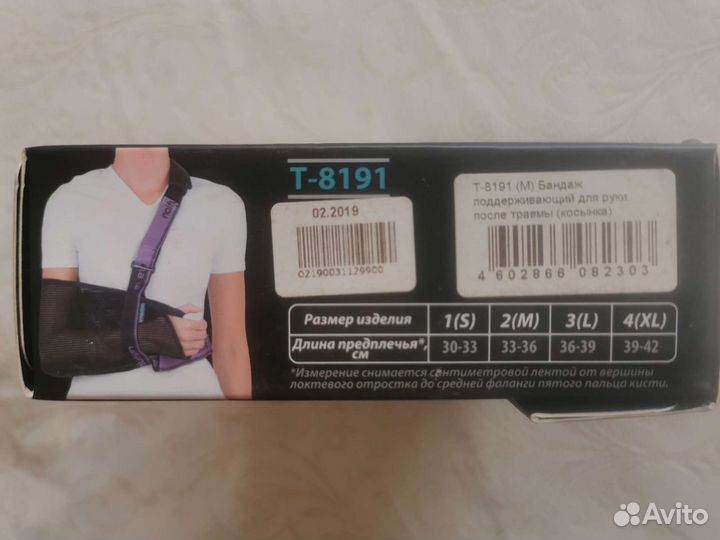 T-8191
02.2019
02190031129900
T-8191 (M) Бандаж
поддерживающий для руки
после травмы (косынка)
4 602866 082303
Размер изделия 1(S) 2(M) 3(L) 4(XL)
Длина предплечья*, см 30-33 33-36 36-39 39-42
*Измерение снимается сантиметровой лентой от вершины
локтевого отростка до средней фаланги пятого пальца кисти.
Avito